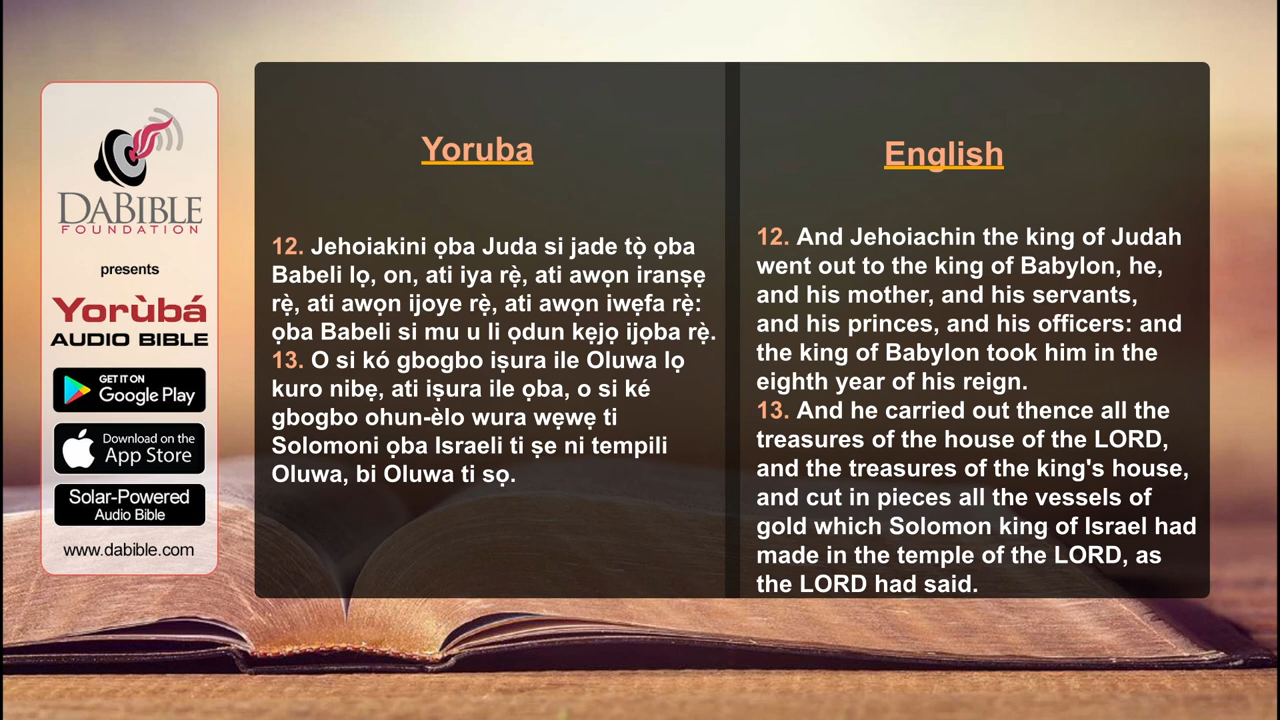 DABIBLE
FOUNDATION
presents
Yorùbá
AUDIO BIBLE
GET IT ON
Google Play
Download on the
App Store
Solar-Powered
Audio Bible
www.dabible.com
Yoruba
12. Jehoiakini ọba Juda si jade tọ̀ ọba
Babeli lọ, on, ati iya rẹ̀, ati awọn iranṣẹ
rẹ̀, ati awọn ijoye rẹ̀, ati awọn iwẹfa rẹ̀:
ọba Babeli si mu u li ọdun kẹjọ ijọba rẹ̀.
13. O si kó gbogbo iṣura ile Oluwa lọ
kuro nibẹ, ati iṣura ile ọba, o si ké
gbogbo ohun-èlo wura wẹwẹ ti
Solomoni ọba Israeli ti ṣe ni tempili
Oluwa, bi Oluwa ti sọ.
English
12. And Jehoiachin the king of Judah
went out to the king of Babylon, he,
and his mother, and his servants,
and his princes, and his officers: and
the king of Babylon took him in the
eighth year of his reign.
13. And he carried out thence all the
treasures of the house of the LORD,
and the treasures of the king's house,
and cut in pieces all the vessels of
gold which Solomon king of Israel had
made in the temple of the LORD, as
the LORD had said.